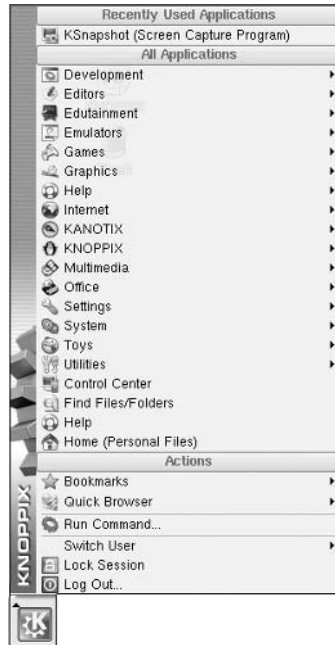 Recently Used Applications
KSnapshot (Screen Capture Program)
All Applications
Development
Editors
Edutainment
Emulators
Games
Graphics
Help
Internet
KANOTIX
KNOPPIX
Multimedia
Office
Settings
System
Toys
Utilities
Control Center
Find Files/Folders
Help
Home (Personal Files)
Actions
Bookmarks
Quick Browser
Run Command...
Switch User
Lock Session
Log Out...
KNOPPIX
K